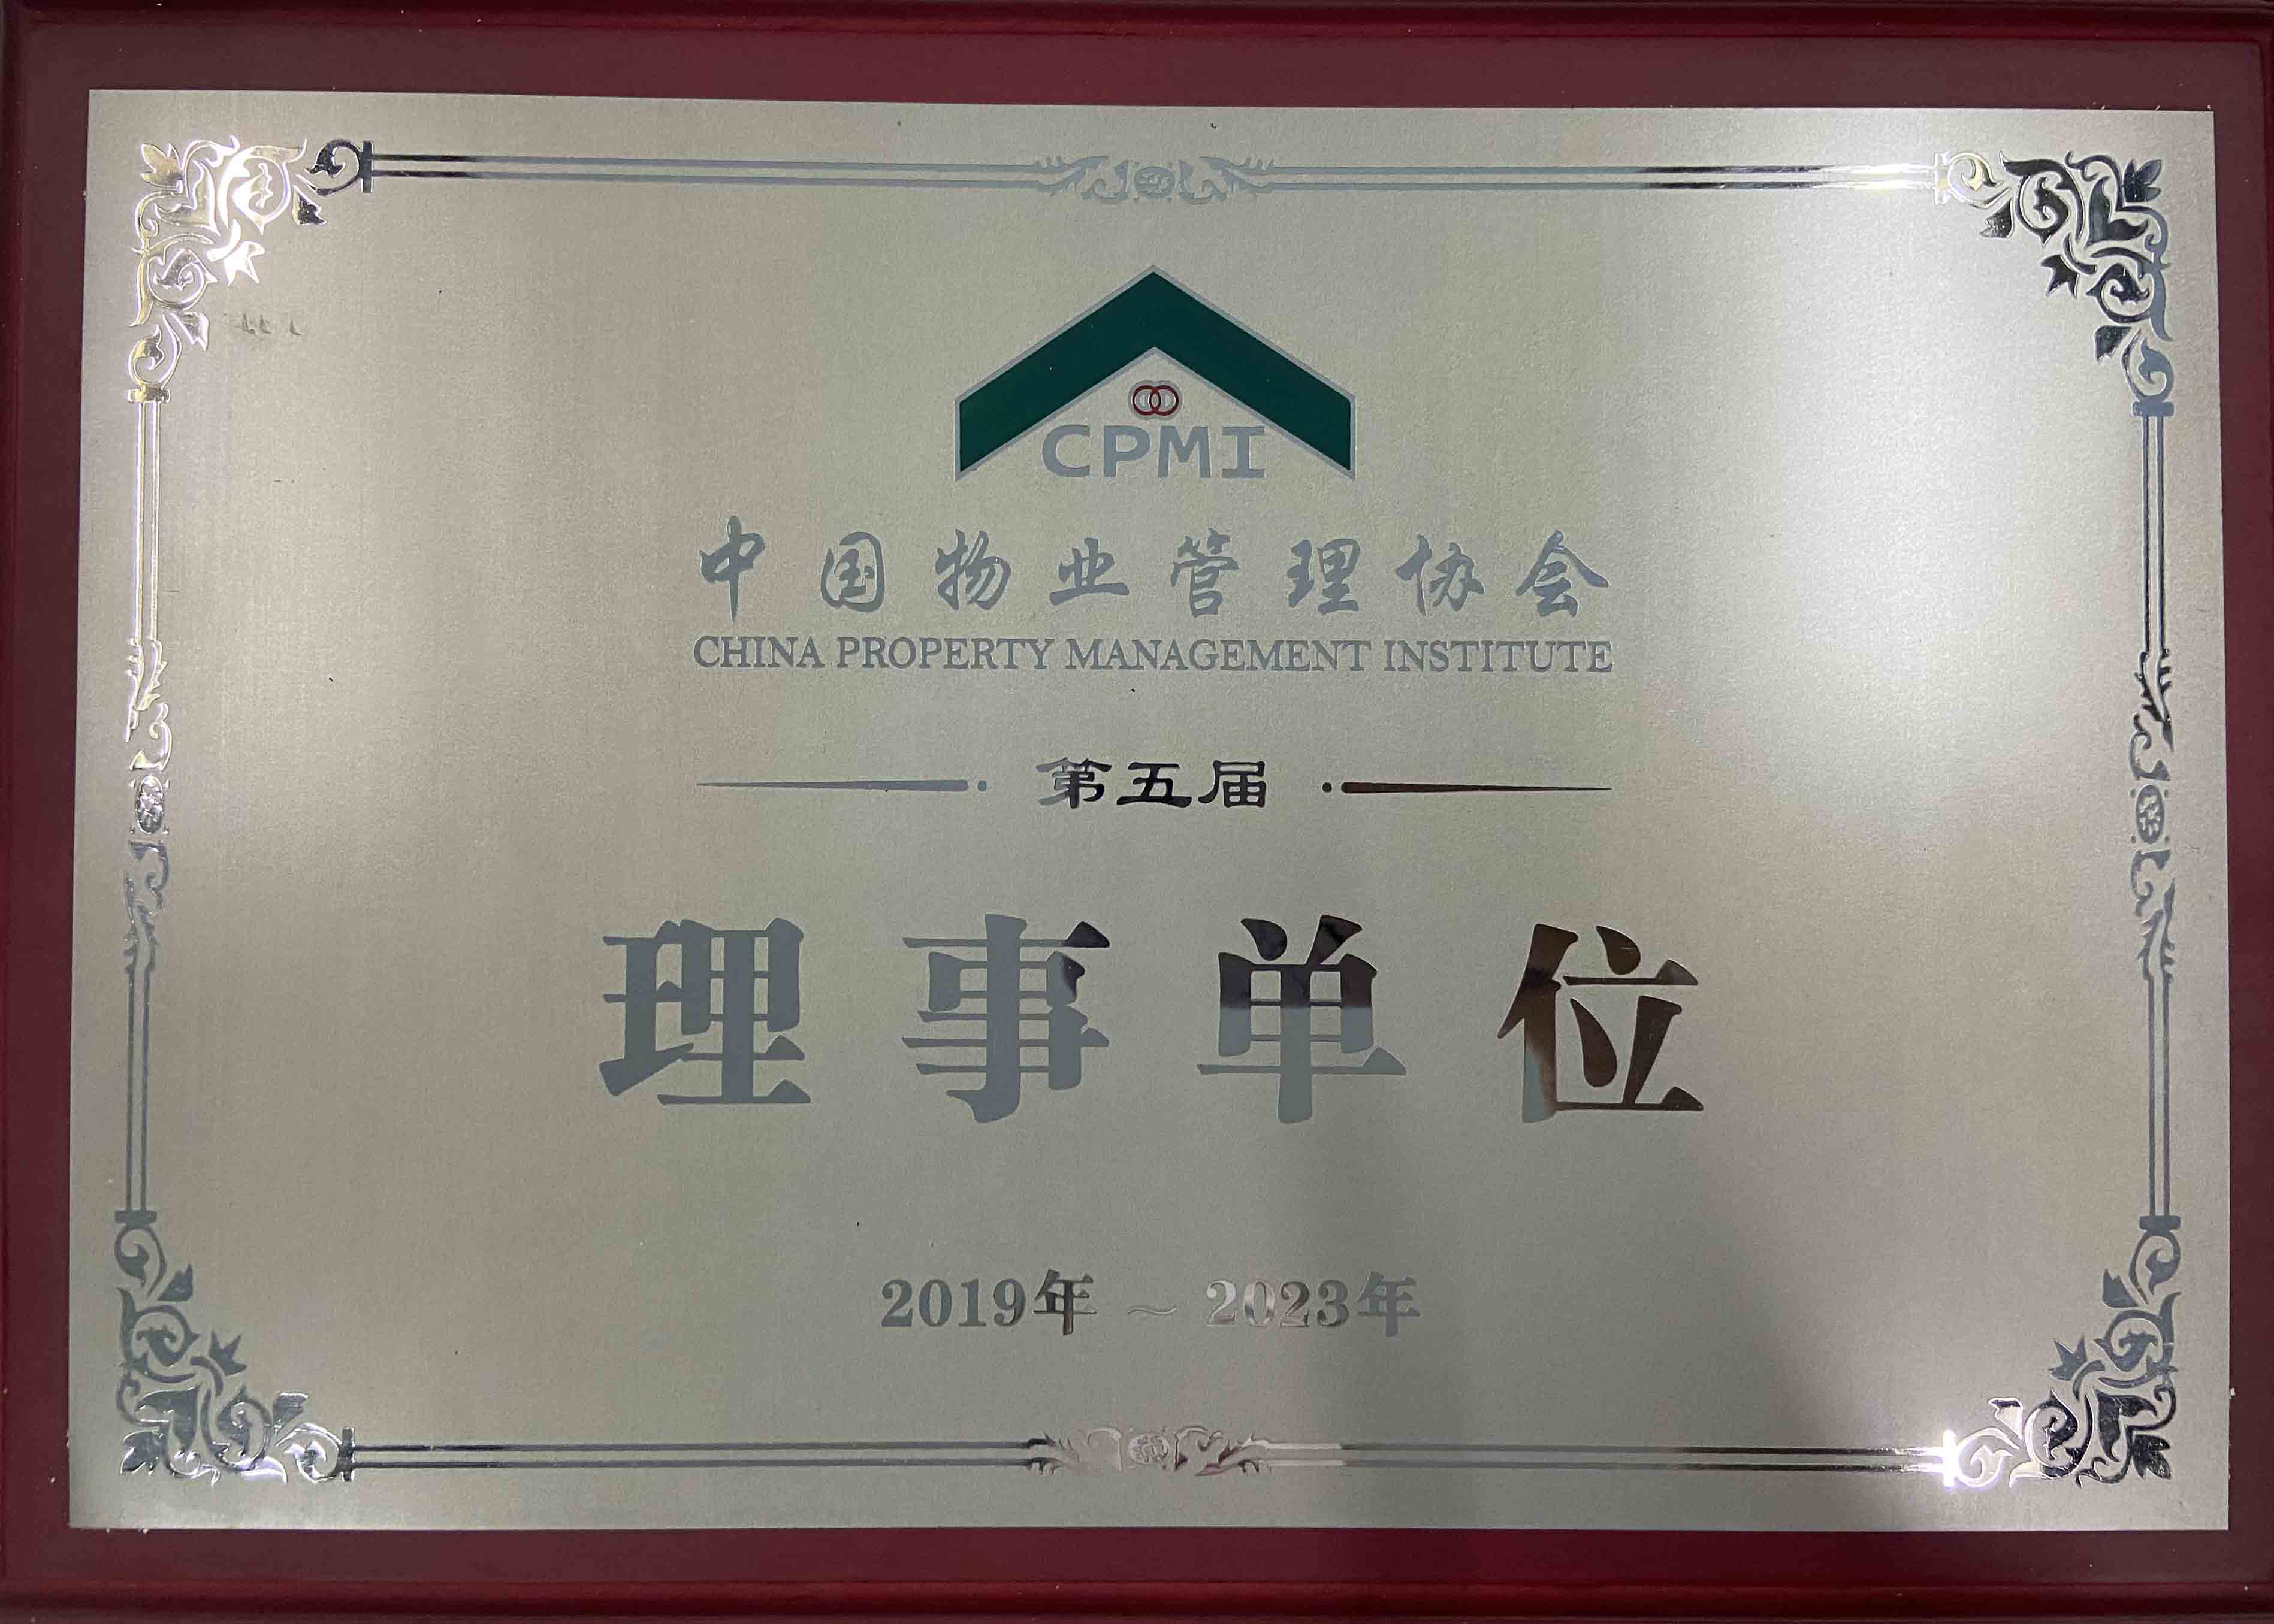 CPMI
中国物业管理协会
CHINA PROPERTY MANAGEMENT INSTITUTE
第五届
理事单位
2019年 ~ 2023年